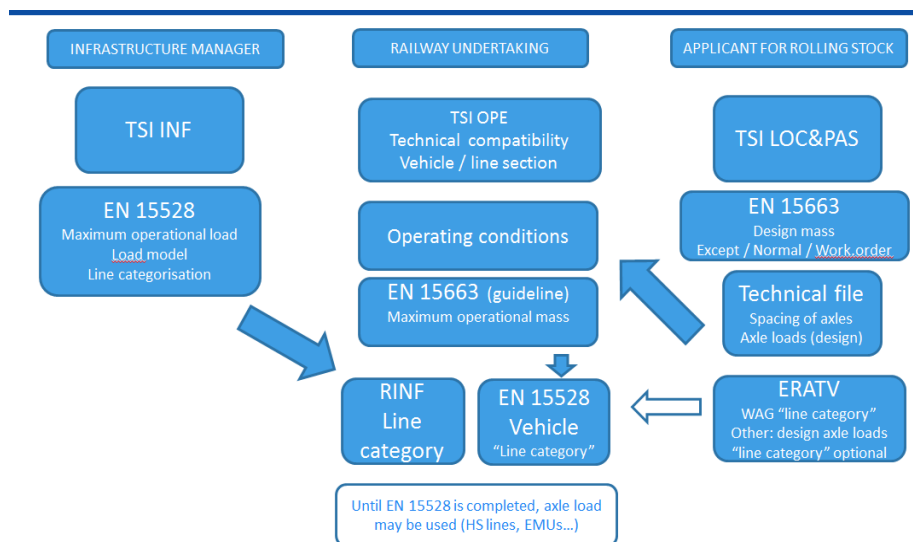 INFRASTRUCTURE MANAGER
RAILWAY UNDERTAKING
APPLICANT FOR ROLLING STOCK
TSI INF
TSI OPE
Technical compatibility
Vehicle / line section
TSI LOC&PAS
EN 15528
Maximum operational load
Load model
Line categorisation
Operating conditions
EN 15663
Design mass
Except / Normal / Work.order
EN 15663 (guideline)
Maximum operational mass
Technical file
Spacing of axles
Axle loads (design)
RINF
Line
category
EN 15528
Vehicle
“Line category”
ERATV
WAG “line category”
Other: design axle loads
“line category” optional
Until EN 15528 is completed, axle load
may be used (HS lines, EMUs...)